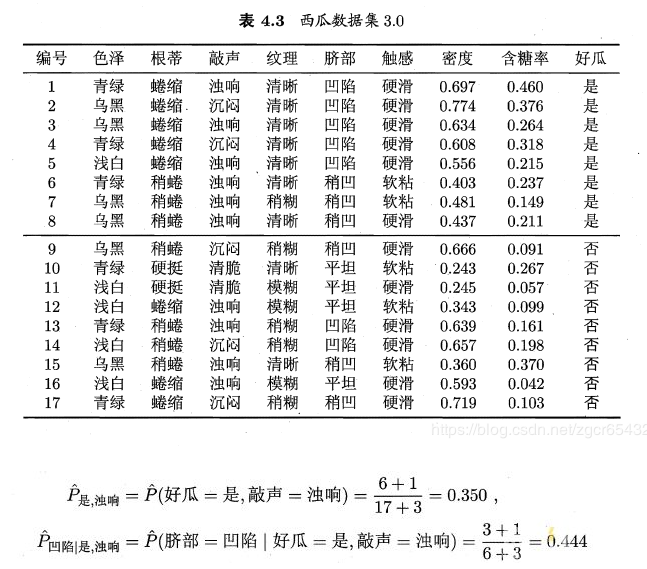 表 4.3 西瓜数据集3.0
编号 色泽 根蒂 敲声 纹理 脐部 触感 密度 含糖率 好瓜
1 青绿 蜷缩 浊响 清晰 凹陷 硬滑 0.697 0.460 是
2 乌黑 蜷缩 沉闷 清晰 凹陷 硬滑 0.774 0.376 是
3 乌黑 蜷缩 浊响 清晰 凹陷 硬滑 0.634 0.264 是
4 青绿 蜷缩 沉闷 清晰 凹陷 硬滑 0.608 0.318 是
5 浅白 蜷缩 浊响 清晰 凹陷 硬滑 0.556 0.215 是
6 青绿 稍蜷 浊响 清晰 稍凹 软粘 0.403 0.237 是
7 乌黑 稍蜷 浊响 稍糊 稍凹 软粘 0.481 0.149 是
8 乌黑 稍蜷 浊响 清晰 稍凹 硬滑 0.437 0.211 是
9 乌黑 稍蜷 沉闷 稍糊 稍凹 硬滑 0.666 0.091 否
10 青绿 硬挺 清脆 清晰 平坦 软粘 0.243 0.267 否
11 浅白 硬挺 清脆 模糊 平坦 硬滑 0.245 0.057 否
12 浅白 蜷缩 浊响 模糊 平坦 软粘 0.343 0.099 否
13 青绿 稍蜷 浊响 稍糊 凹陷 硬滑 0.639 0.161 否
14 浅白 稍蜷 沉闷 稍糊 凹陷 硬滑 0.657 0.198 否
15 乌黑 稍蜷 浊响 清晰 稍凹 软粘 0.360 0.370 否
16 浅白 蜷缩 浊响 模糊 平坦 硬滑 0.593 0.042 否
17 青绿 蜷缩 沉闷 稍糊 稍凹 硬滑 0.719 0.103 否
https://blog.csdn.net/zgcr65432
P̂是,浊响 = P̂(好瓜 = 是, 敲声 = 浊响) = (6 + 1)/(17 + 3) = 0.350 ,
P̂凹陷|是,浊响 = P̂(脐部 = 凹陷 | 好瓜 = 是, 敲声 = 浊响) = (3 + 1)/(6 + 3) = 0.444